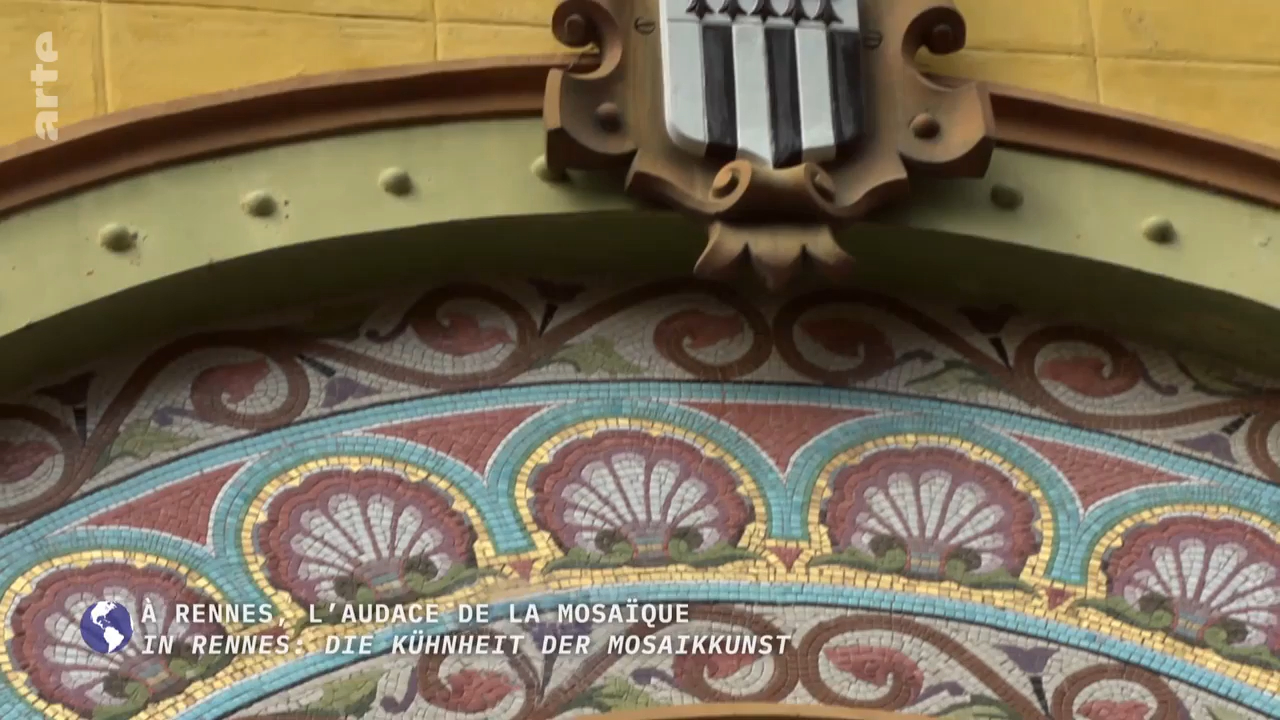 arte
À RENNES, L'AUDACE DE LA MOSAÏQUE
IN RENNES: DIE KÜHNHEIT DER MOSAIKKUNST